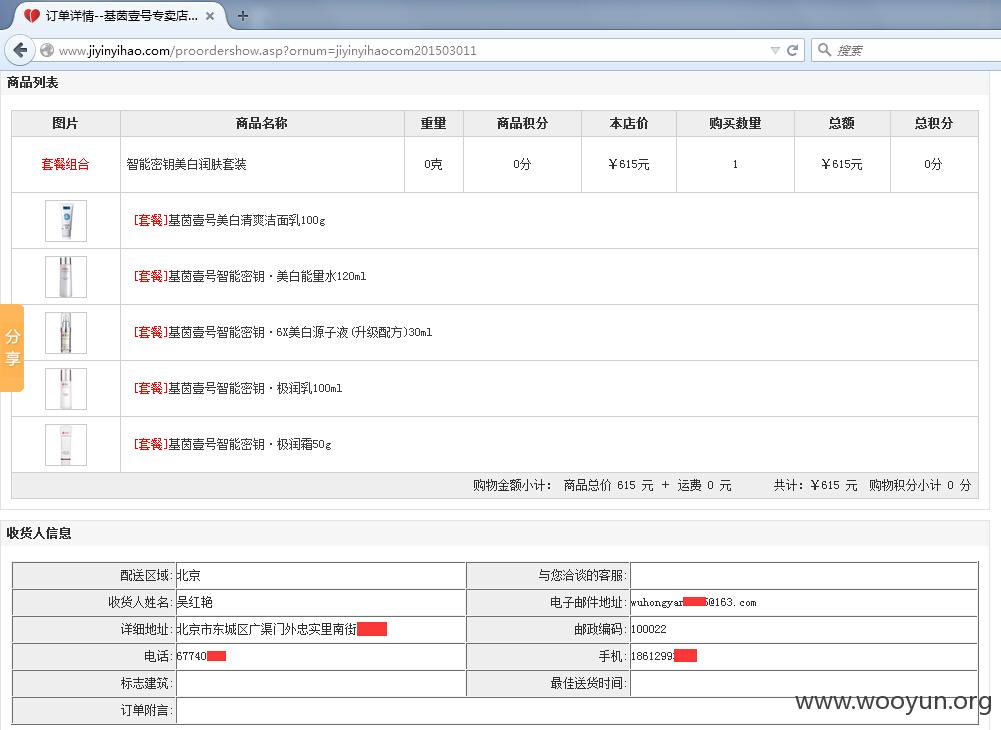 订单详情--基茵壹号专卖店...
www.jiyinyihao.com/proordershow.asp?ornum=jiyinyihaocom201503011
搜索
商品列表
图片 商品名称 重量 商品积分 本店价 购买数量 总额 总积分
套餐组合 智能密钥美白润肤套装 0克 0分 ￥615元 1 ￥615元 0分
[套餐]基茵壹号美白清爽洁面乳100g
[套餐]基茵壹号智能密钥·美白能量水120ml
[套餐]基茵壹号智能密钥·6X美白源子液(升级配方)30ml
分享
[套餐]基茵壹号智能密钥·极润乳100ml
[套餐]基茵壹号智能密钥·极润霜50g
购物金额小计： 商品总价 615 元 + 运费 0 元 共计：￥615 元 购物积分小计 0 分
收货人信息
配送区域: 北京 与您洽谈的客服:
收货人姓名: 吴红艳 电子邮件地址: wuhongyan 6@163.com
详细地址: 北京市东城区广渠门外忠实里南街 邮政编码: 100022
电话: 67740 手机: 1861299
标志建筑: 最佳送货时间:
订单附言:
www.wooyun.org